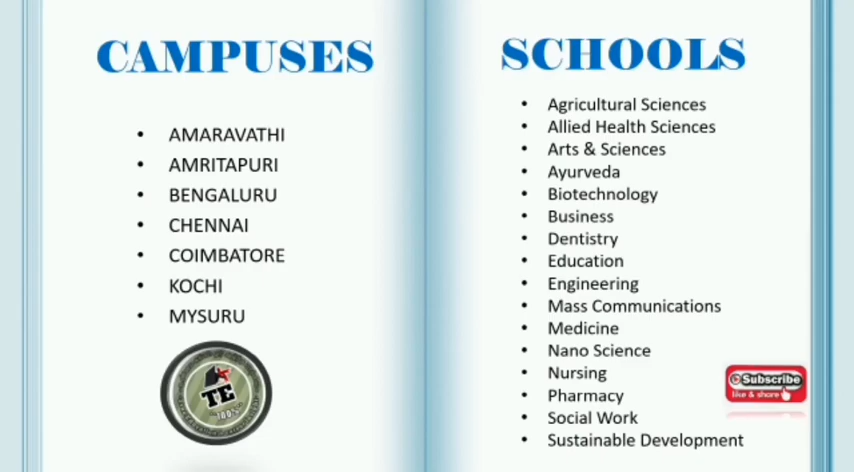 CAMPUSES
AMARAVATHI
AMRITAPURI
BENGALURU
CHENNAI
COIMBATORE
KOCHI
MYSURU
TE
100%
SCHOOLS
Agricultural Sciences
Allied Health Sciences
Arts & Sciences
Ayurveda
Biotechnology
Business
Dentistry
Education
Engineering
Mass Communications
Medicine
Nano Science
Nursing
Pharmacy
Social Work
Sustainable Development
Subscribe
like & share